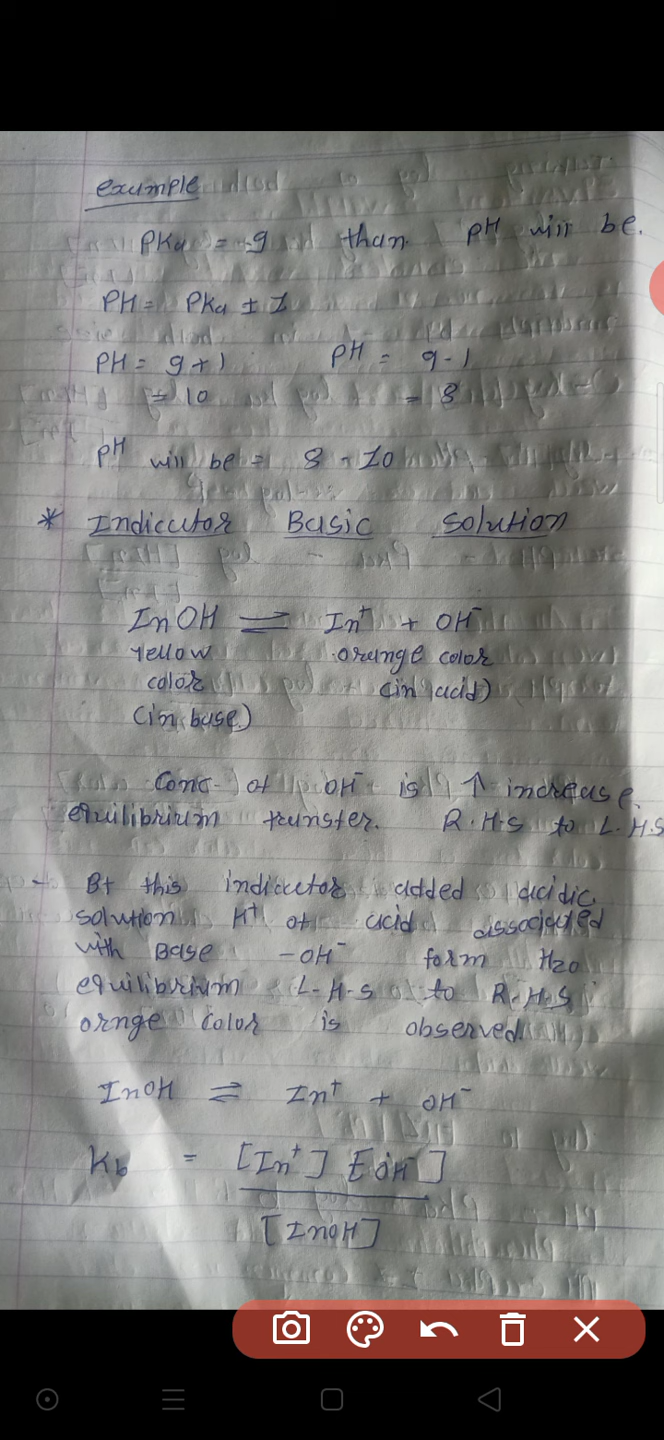 example
PKa = 9 than PH will be.
PH = PKa ± 1
PH = 9+1 PH = 9-1
= 10 = 8
PH will be = 8 - 10
* Indicator Basic Solution
InOH ⇌ In⁺ + OH⁻
Yellow orange color
color (in acid)
(in base)
Conc. of OH⁻ is ↑ increase.
equilibrium transfer. R.H.S to L.H.S
- Bt this indicator added acidic
solution H⁺ of acid associated
with Base -OH⁻ form H2O
equilibrium L-H-S to R.H.S
ornge color is observed
InOH ⇌ In⁺ + OH⁻
Kb = [In⁺] [OH⁻]
[InOH]